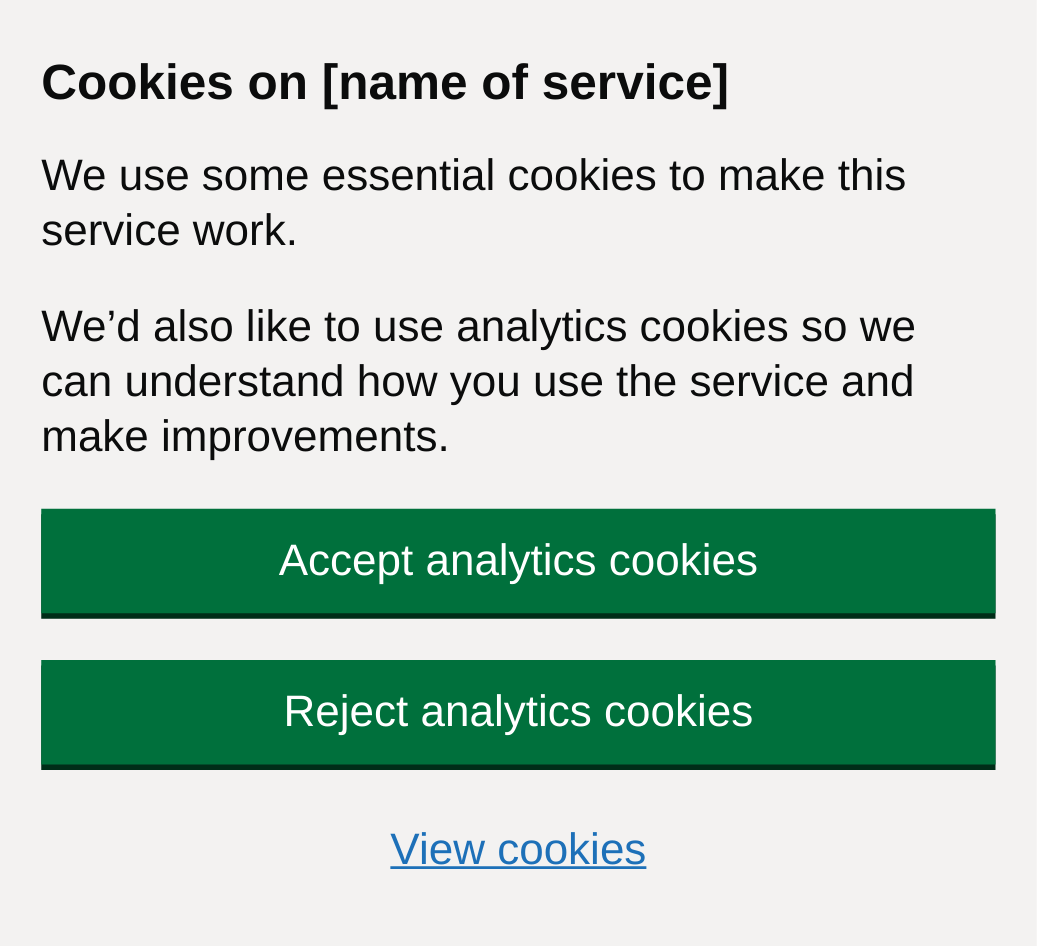 Cookies on [name of service]
We use some essential cookies to make this
service work.
We’d also like to use analytics cookies so we
can understand how you use the service and
make improvements.
Accept analytics cookies
Reject analytics cookies
View cookies